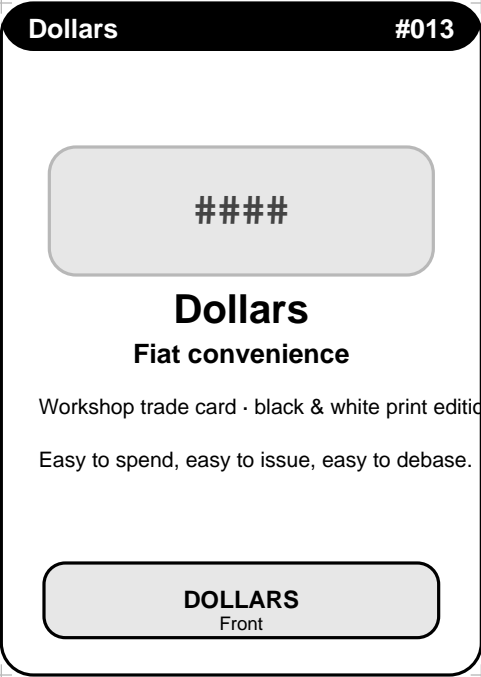 Dollars #013
####
Dollars
Fiat convenience
Workshop trade card · black & white print editic
Easy to spend, easy to issue, easy to debase.
DOLLARS
Front